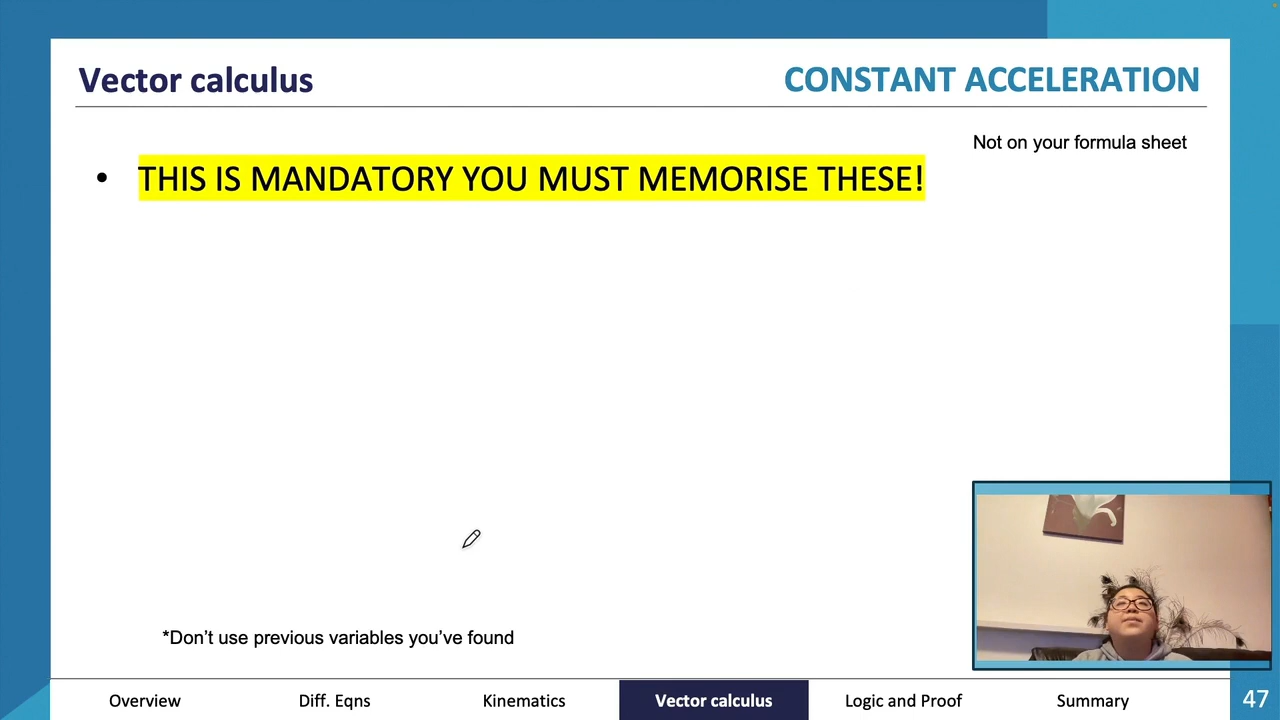 Vector calculus
CONSTANT ACCELERATION
Not on your formula sheet
• THIS IS MANDATORY YOU MUST MEMORISE THESE!
*Don’t use previous variables you’ve found
Overview
Diff. Eqns
Kinematics
Vector calculus
Logic and Proof
Summary
47